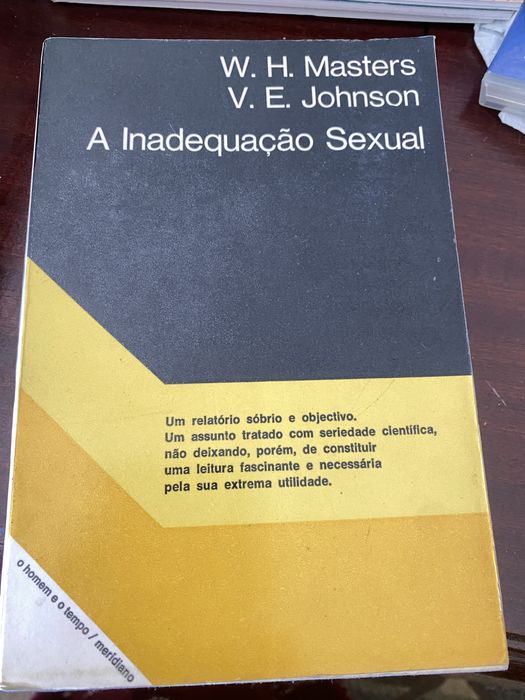 W. H. Masters
V. E. Johnson
A Inadequação Sexual
Um relatório sóbrio e objectivo.
Um assunto tratado com seriedade científica,
não deixando, porém, de constituir
uma leitura fascinante e necessária
pela sua extrema utilidade.
o homem e o tempo / meridiano